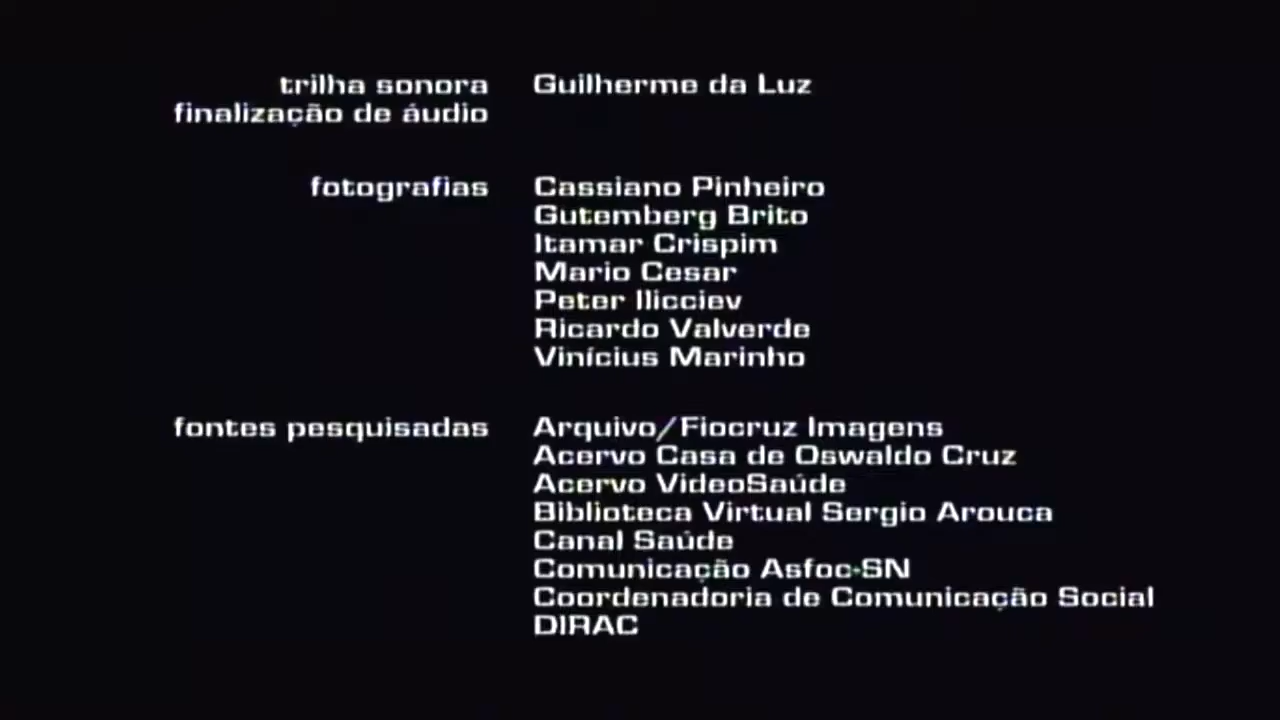 trilha sonora Guilherme da Luz
finalização de áudio
fotografias Cassiano Pinheiro
Gutemberg Brito
Itamar Crispim
Mario Cesar
Peter Ilicciev
Ricardo Valverde
Vinícius Marinho
fontes pesquisadas Arquivo/Fiocruz Imagens
Acervo Casa de Oswaldo Cruz
Acervo VideoSaúde
Biblioteca Virtual Sergio Arouca
Canal Saúde
Comunicação Asfoc-SN
Coordenadoria de Comunicação Social
DIRAC